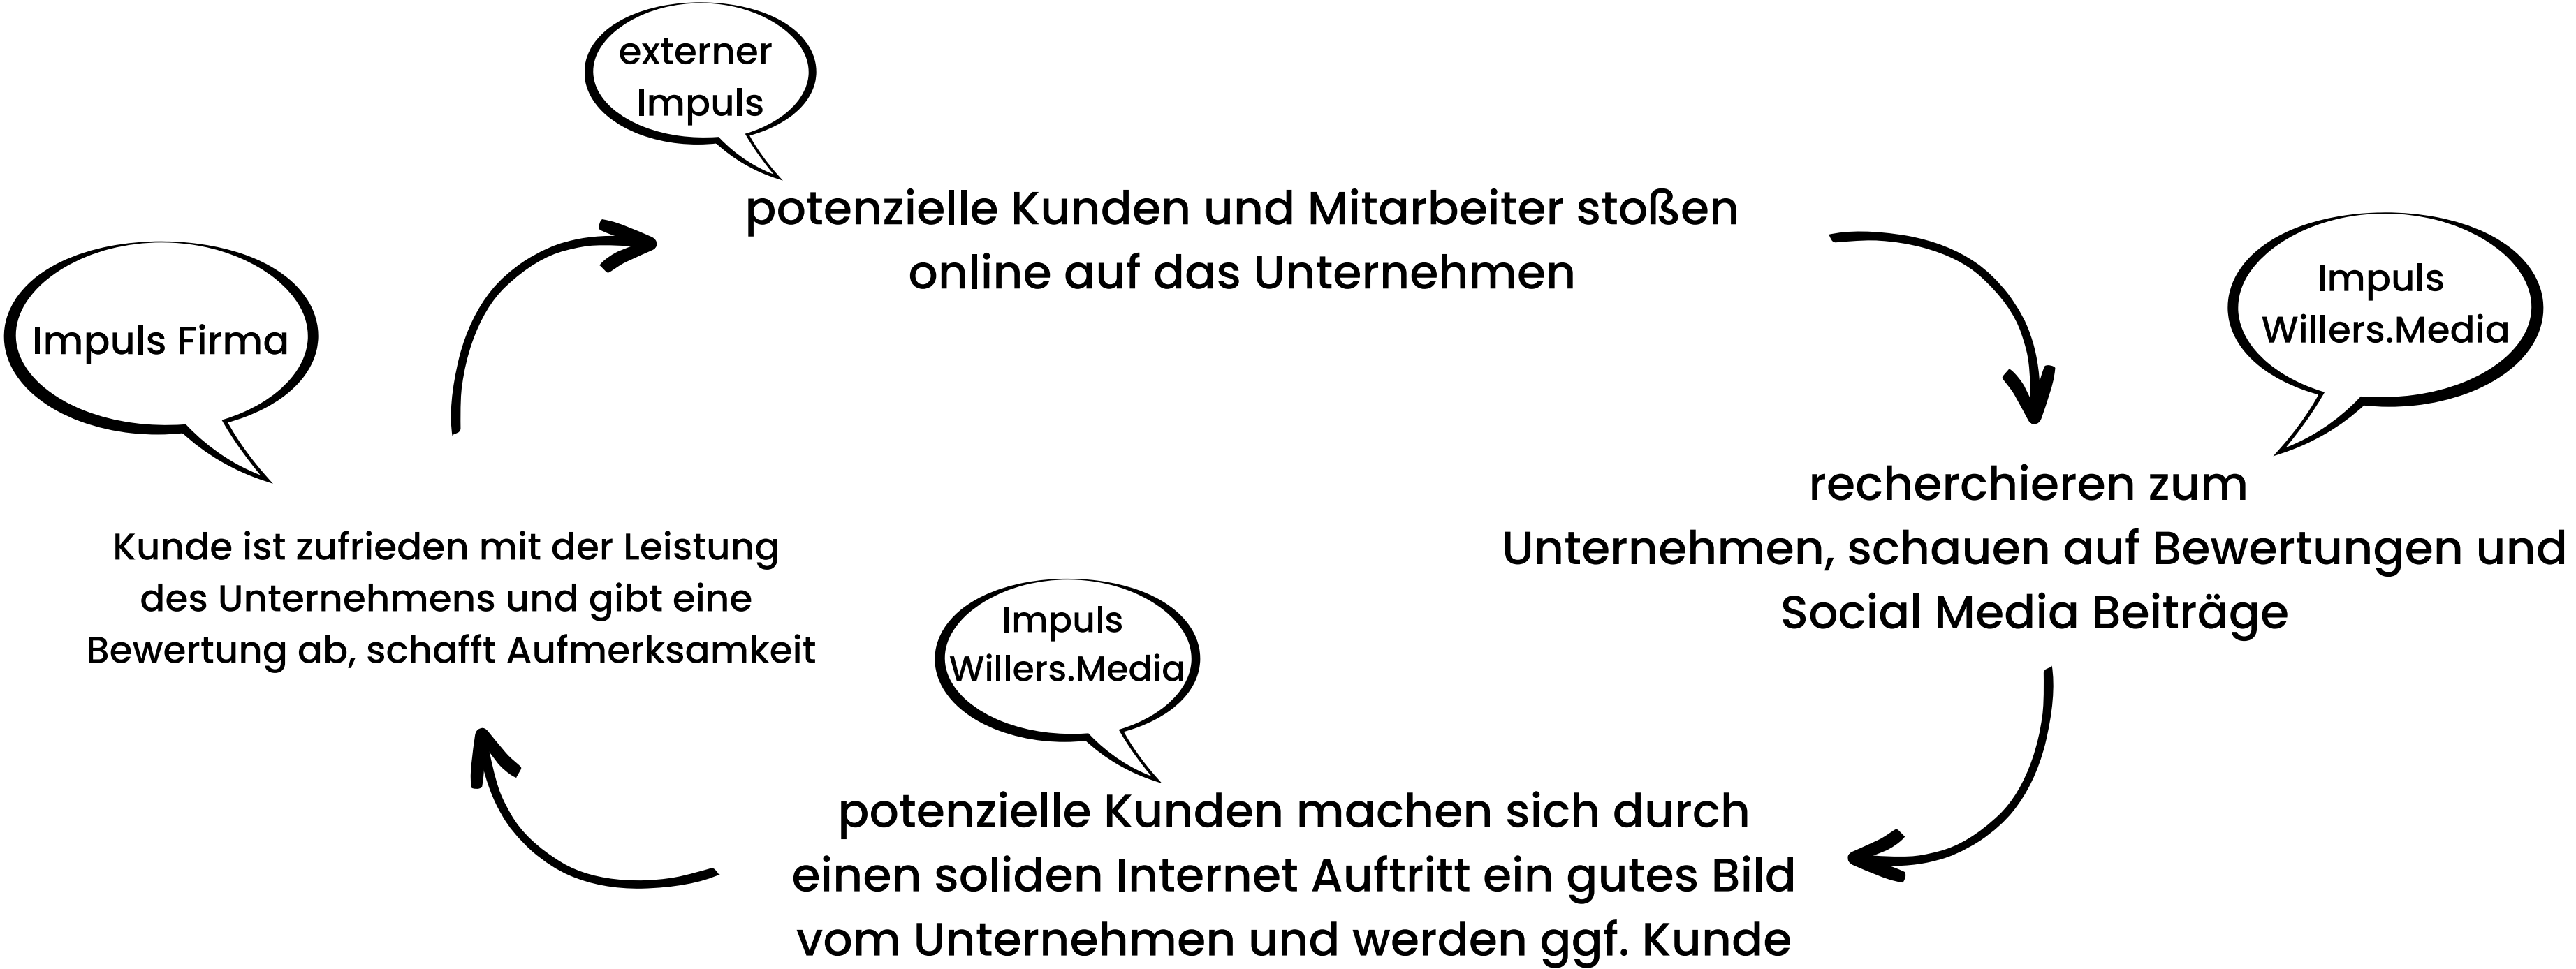 externer
Impuls
potenzielle Kunden und Mitarbeiter stoßen
online auf das Unternehmen
Impuls
Willers.Media
recherchieren zum
Unternehmen, schauen auf Bewertungen und
Social Media Beiträge
Impuls
Willers.Media
potenzielle Kunden machen sich durch
einen soliden Internet Auftritt ein gutes Bild
vom Unternehmen und werden ggf. Kunde
Impuls Firma
Kunde ist zufrieden mit der Leistung
des Unternehmens und gibt eine
Bewertung ab, schafft Aufmerksamkeit